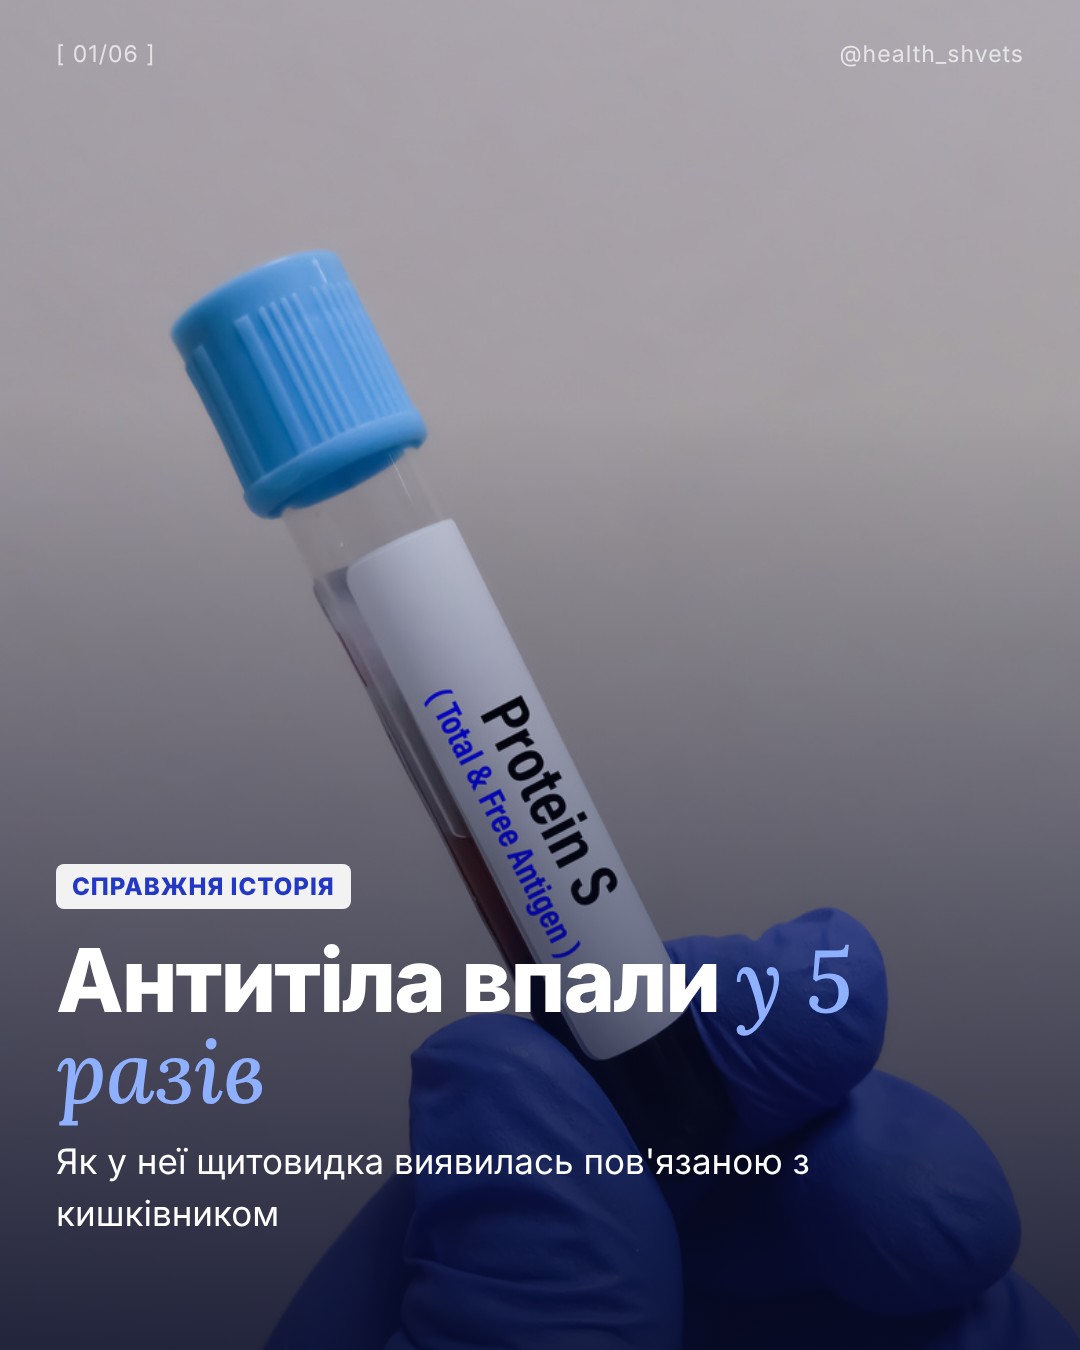 [ 01/06 ]
@health_shvets
Protein S
( Total & Free Antigen )
СПРАВЖНЯ ІСТОРІЯ
Антитіла впали у 5
разів
Як у неї щитовидка виявилась пов'язаною з
кишківником